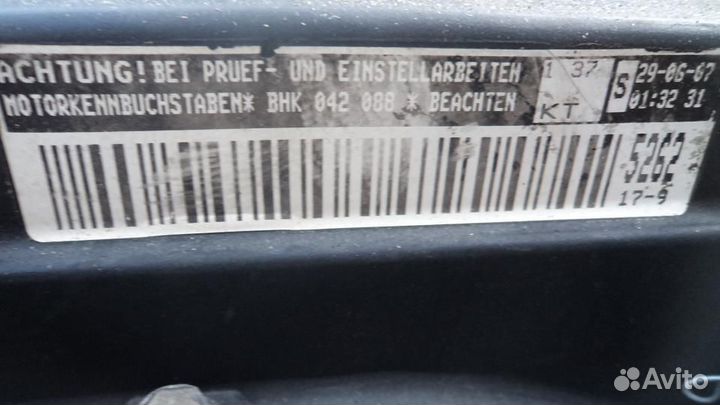 ACHTUNG! BEI PRUEF- UND EINSTELLARBEITEN
MOTORKENNBUCHSTABEN* BHK 042 088 * BEACHTEN
1 37
KT
S
29-06-07
01:32 31
5262
17-9
Avito